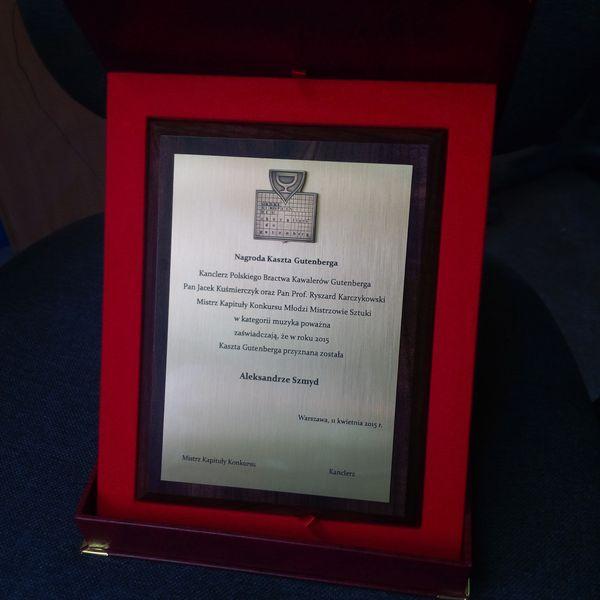 Nagroda Kaszta Gutenberga
Kanclerz Polskiego Bractwa Kawalerów Gutenberga
Pan Jacek Kuśmierczyk oraz Pan Prof. Ryszard Karczykowski
Mistrz Kapituły Konkursu Młodzi Mistrzowie Sztuki
w kategorii muzyka poważna
zaświadczają, że w roku 2015
Kaszta Gutenberga przyznana została
Aleksandrze Szmyd
Warszawa, 11 kwietnia 2015 r.
Mistrz Kapituły Konkursu
Kanclerz